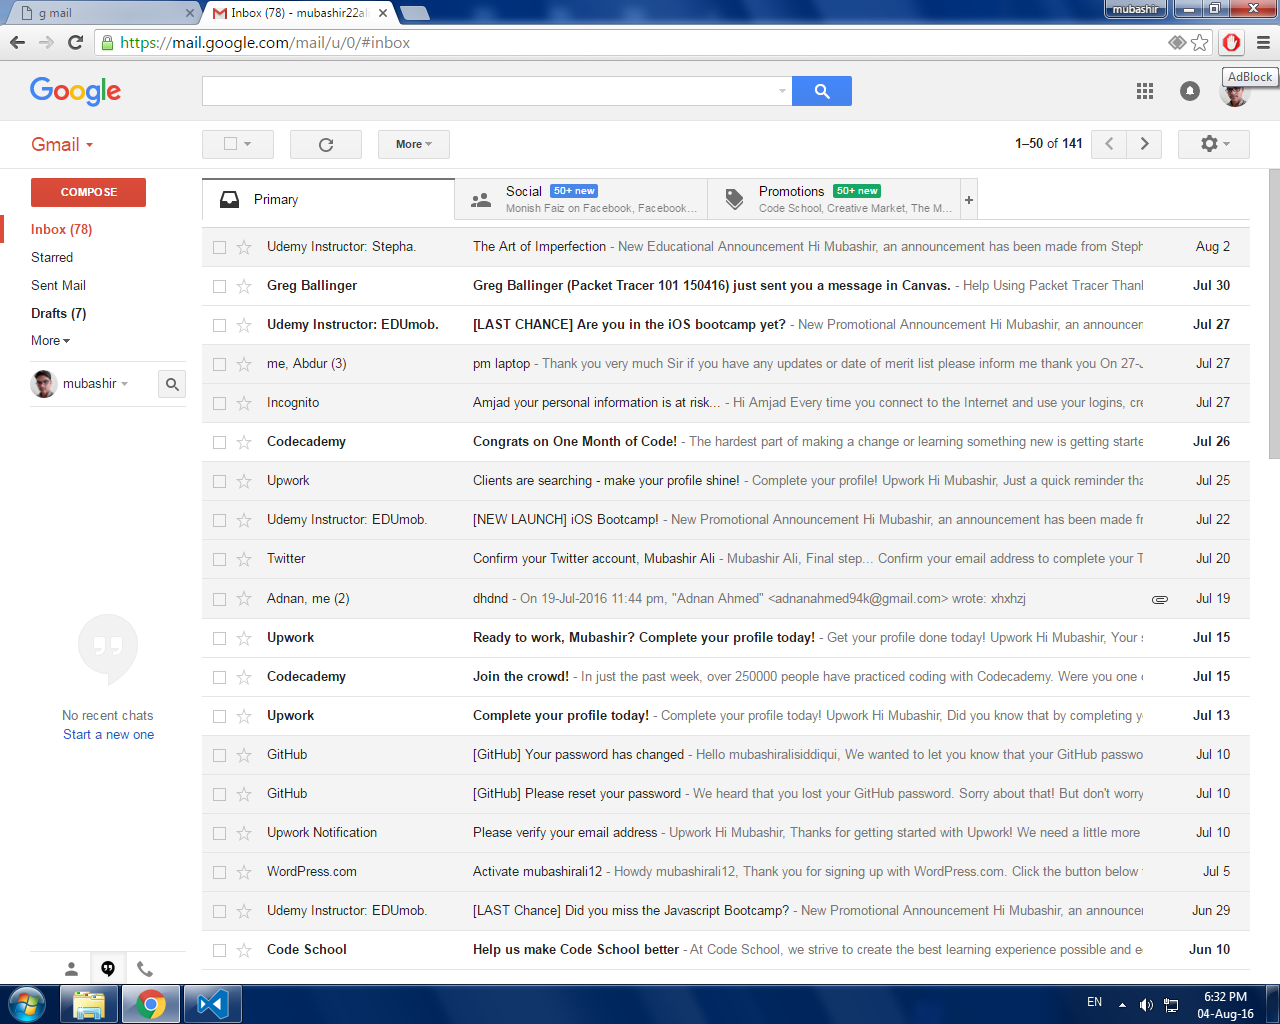 g mail
Inbox (78) - mubashir22al
mubashir
https://mail.google.com/mail/u/0/#inbox
AdBlock
Google
Gmail
More
1–50 of 141
COMPOSE
Inbox (78)
Starred
Sent Mail
Drafts (7)
More
mubashir
No recent chats
Start a new one
Primary
Social 50+ new
Monish Faiz on Facebook, Facebook…
Promotions 50+ new
Code School, Creative Market, The M…
+
Udemy Instructor: Stepha. The Art of Imperfection - New Educational Announcement Hi Mubashir, an announcement has been made from Steph Aug 2
Greg Ballinger Greg Ballinger (Packet Tracer 101 150416) just sent you a message in Canvas. - Help Using Packet Tracer Thanl Jul 30
Udemy Instructor: EDUmob. [LAST CHANCE] Are you in the iOS bootcamp yet? - New Promotional Announcement Hi Mubashir, an announcen Jul 27
me, Abdur (3) pm laptop - Thank you very much Sir if you have any updates or date of merit list please inform me thank you On 27-J Jul 27
Incognito Amjad your personal information is at risk... - Hi Amjad Every time you connect to the Internet and use your logins, cre Jul 27
Codecademy Congrats on One Month of Code! - The hardest part of making a change or learning something new is getting starte Jul 26
Upwork Clients are searching - make your profile shine! - Complete your profile! Upwork Hi Mubashir, Just a quick reminder tha Jul 25
Udemy Instructor: EDUmob. [NEW LAUNCH] iOS Bootcamp! - New Promotional Announcement Hi Mubashir, an announcement has been made fr Jul 22
Twitter Confirm your Twitter account, Mubashir Ali - Mubashir Ali, Final step... Confirm your email address to complete your T Jul 20
Adnan, me (2) dhdnd - On 19-Jul-2016 11:44 pm, "Adnan Ahmed" <adnanahmed94k@gmail.com> wrote: xhxhzj Jul 19
Upwork Ready to work, Mubashir? Complete your profile today! - Get your profile done today! Upwork Hi Mubashir, Your s Jul 15
Codecademy Join the crowd! - In just the past week, over 250000 people have practiced coding with Codecademy. Were you one o Jul 15
Upwork Complete your profile today! - Complete your profile today! Upwork Hi Mubashir, Did you know that by completing y Jul 13
GitHub [GitHub] Your password has changed - Hello mubashiralisiddiqui, We wanted to let you know that your GitHub passwo Jul 10
GitHub [GitHub] Please reset your password - We heard that you lost your GitHub password. Sorry about that! But don't worry Jul 10
Upwork Notification Please verify your email address - Upwork Hi Mubashir, Thanks for getting started with Upwork! We need a little more Jul 10
WordPress.com Activate mubashirali12 - Howdy mubashirali12, Thank you for signing up with WordPress.com. Click the button below Jul 5
Udemy Instructor: EDUmob. [LAST Chance] Did you miss the Javascript Bootcamp? - New Promotional Announcement Hi Mubashir, an announcer Jun 29
Code School Help us make Code School better - At Code School, we strive to create the best learning experience possible and e Jun 10
EN
6:32 PM
04-Aug-16